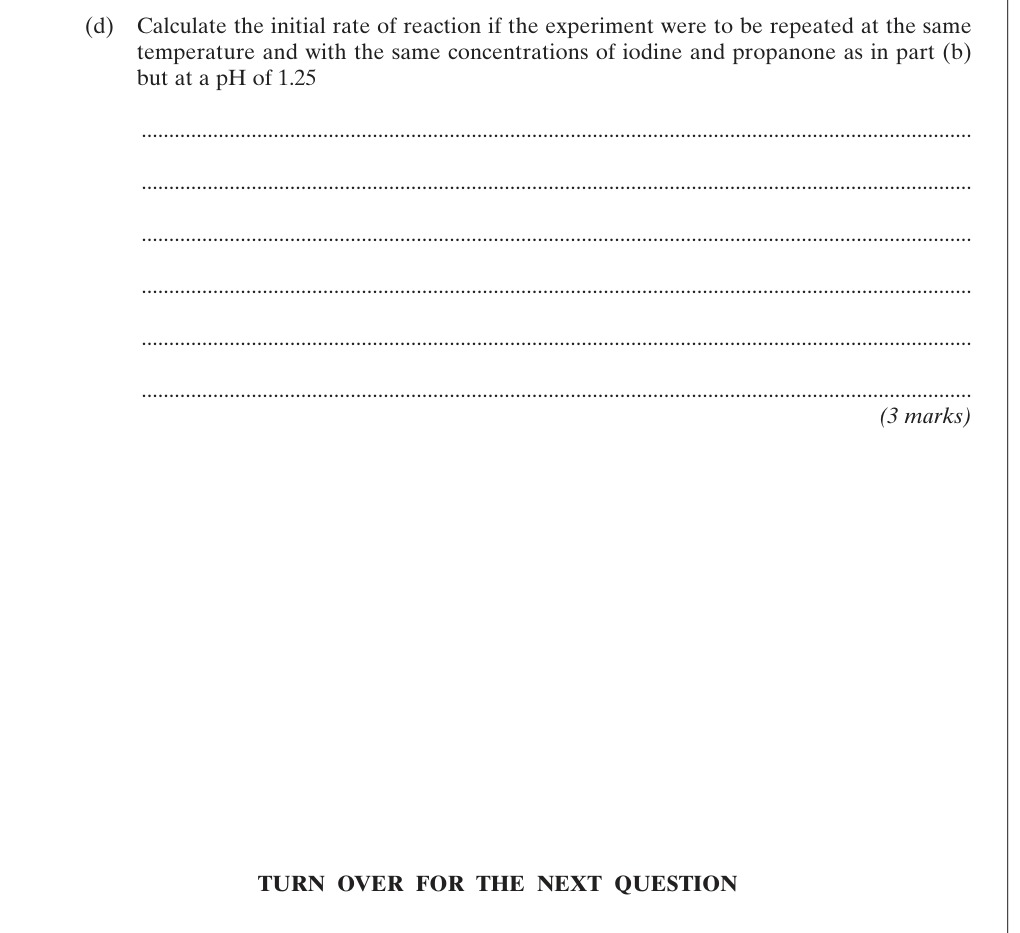 (d) Calculate the initial rate of reaction if the experiment were to be repeated at the same
temperature and with the same concentrations of iodine and propanone as in part (b)
but at a pH of 1.25
(3 marks)
TURN OVER FOR THE NEXT QUESTION